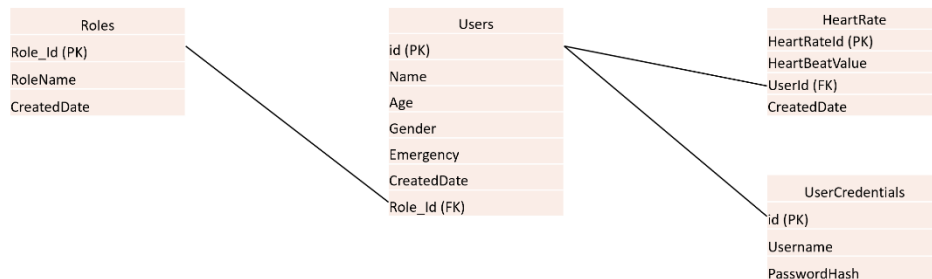 Roles
Role_Id (PK)
RoleName
CreatedDate
Users
id (PK)
Name
Age
Gender
Emergency
CreatedDate
Role_Id (FK)
HeartRate
HeartRateId (PK)
HeartBeatValue
UserId (FK)
CreatedDate
UserCredentials
id (PK)
Username
PasswordHash